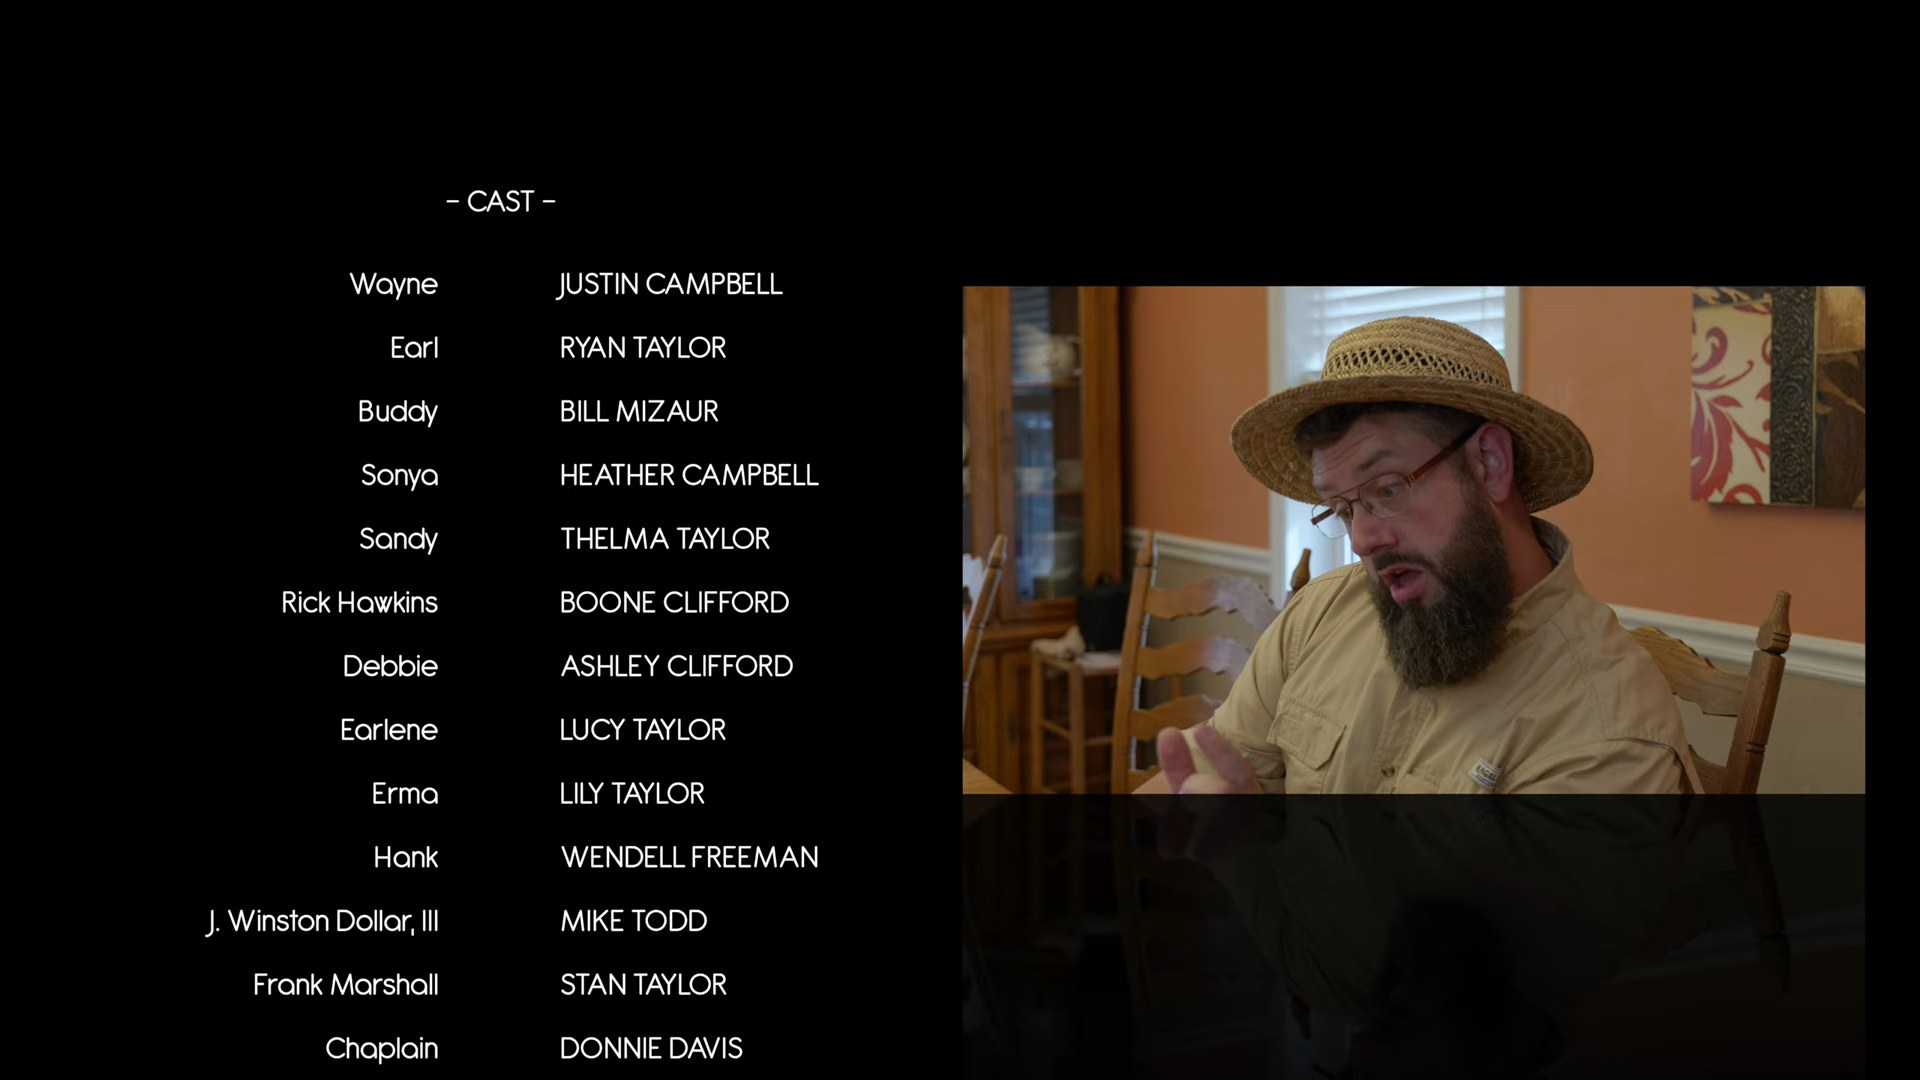 – CAST –
Wayne JUSTIN CAMPBELL
Earl RYAN TAYLOR
Buddy BILL MIZAUR
Sonya HEATHER CAMPBELL
Sandy THELMA TAYLOR
Rick Hawkins BOONE CLIFFORD
Debbie ASHLEY CLIFFORD
Earlene LUCY TAYLOR
Erma LILY TAYLOR
Hank WENDELL FREEMAN
J. Winston Dollar, III MIKE TODD
Frank Marshall STAN TAYLOR
Chaplain DONNIE DAVIS